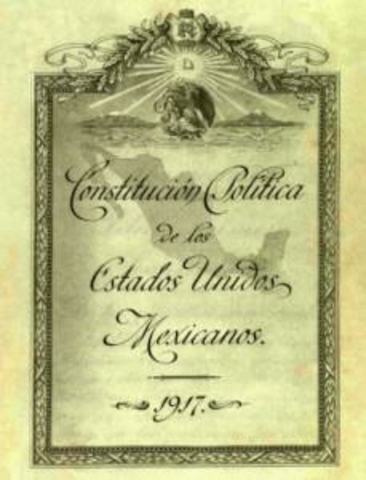 Constitución Política
de los
Estados Unidos
Mexicanos.
1917.